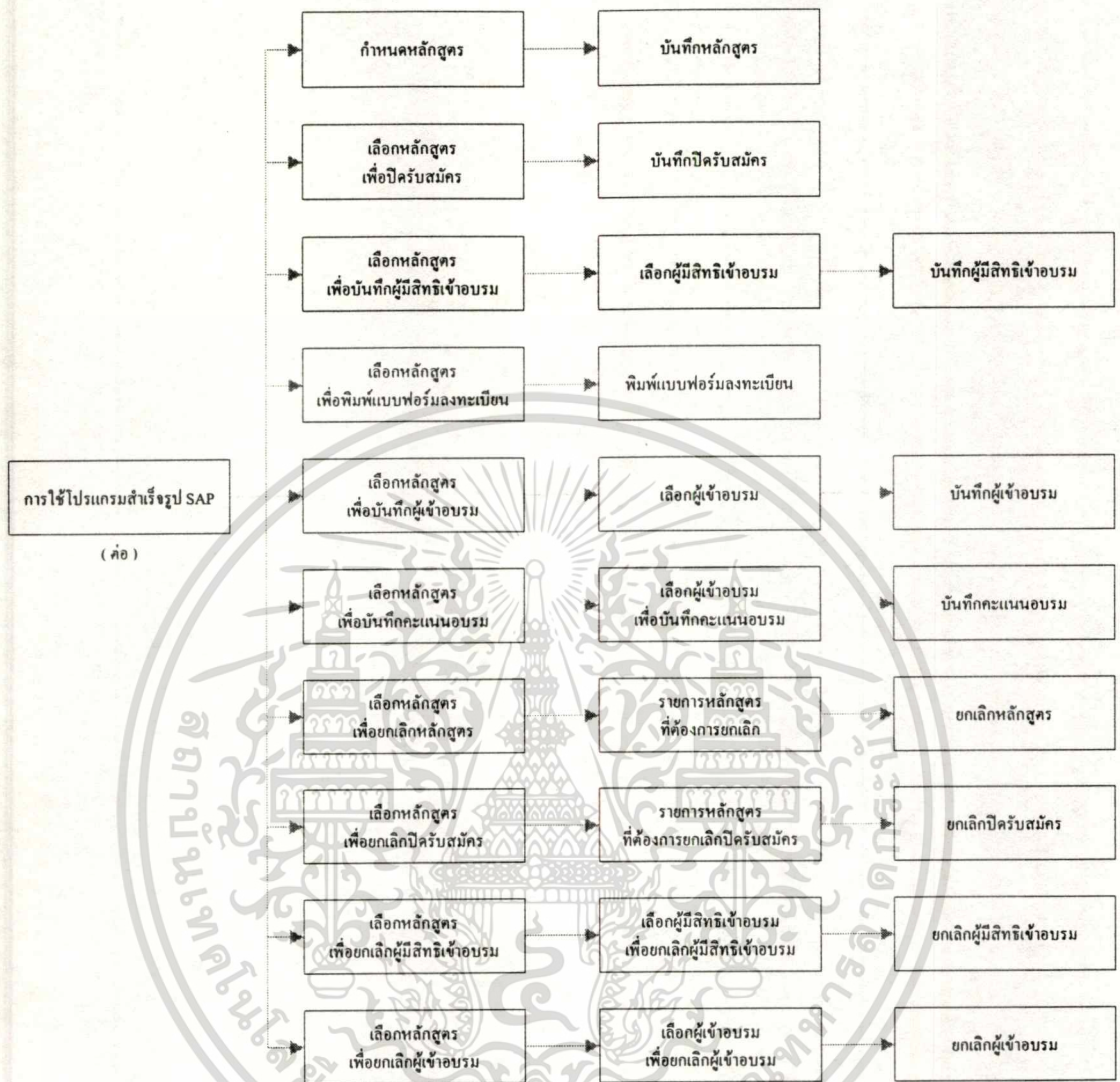 กำหนดหลักสูตร
บันทึกหลักสูตร
เลือกหลักสูตร
เพื่อปิดรับสมัคร
บันทึกปิดรับสมัคร
เลือกหลักสูตร
เพื่อบันทึกผู้มีสิทธิเข้าอบรม
เลือกผู้มีสิทธิเข้าอบรม
บันทึกผู้มีสิทธิเข้าอบรม
เลือกหลักสูตร
เพื่อพิมพ์แบบฟอร์มลงทะเบียน
พิมพ์แบบฟอร์มลงทะเบียน
การใช้โปรแกรมสำเร็จรูป SAP
( ต่อ )
เลือกหลักสูตร
เพื่อบันทึกผู้เข้าอบรม
เลือกผู้เข้าอบรม
บันทึกผู้เข้าอบรม
เลือกหลักสูตร
เพื่อบันทึกคะแนนอบรม
เลือกผู้เข้าอบรม
เพื่อบันทึกคะแนนอบรม
บันทึกคะแนนอบรม
เลือกหลักสูตร
เพื่อยกเลิกหลักสูตร
รายการหลักสูตร
ที่ต้องการยกเลิก
ยกเลิกหลักสูตร
เลือกหลักสูตร
เพื่อยกเลิกปิดรับสมัคร
รายการหลักสูตร
ที่ต้องการยกเลิกปิดรับสมัคร
ยกเลิกปิดรับสมัคร
เลือกหลักสูตร
เพื่อยกเลิกผู้มีสิทธิเข้าอบรม
เลือกผู้มีสิทธิเข้าอบรม
เพื่อยกเลิกผู้มีสิทธิเข้าอบรม
ยกเลิกผู้มีสิทธิเข้าอบรม
เลือกหลักสูตร
เพื่อยกเลิกผู้เข้าอบรม
เลือกผู้เข้าอบรม
เพื่อยกเลิกผู้เข้าอบรม
ยกเลิกผู้เข้าอบรม